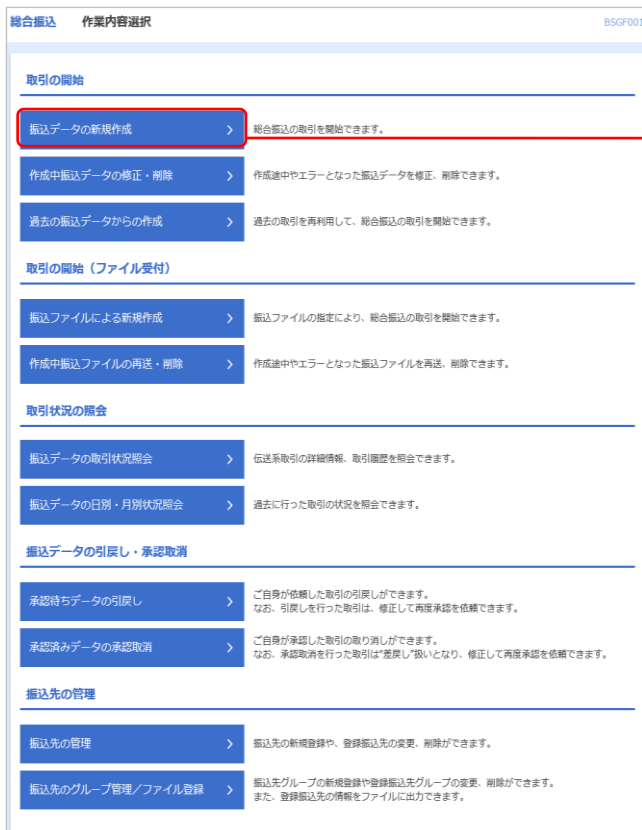 総合振込 作業内容選択 BSGF001
取引の開始
振込データの新規作成 総合振込の取引を開始できます。
作成中振込データの修正・削除 作成途中やエラーとなった振込データを修正、削除できます。
過去の振込データからの作成 過去の取引を再利用して、総合振込の取引を開始できます。
取引の開始（ファイル受付）
振込ファイルによる新規作成 振込ファイルの指定により、総合振込の取引を開始できます。
作成中振込ファイルの再送・削除 作成途中やエラーとなった振込ファイルを再送、削除できます。
取引状況の照会
振込データの取引状況照会 伝送系取引の詳細情報、取引履歴を照会できます。
振込データの日別・月別状況照会 過去に行った取引の状況を照会できます。
振込データの引戻し・承認取消
承認待ちデータの引戻し ご自身が依頼した取引の引戻しができます。
なお、引戻しを行った取引は、修正して再度承認を依頼できます。
承認済みデータの承認取消 ご自身が承認した取引の取り消しができます。
なお、承認取消を行った取引は“差戻し”扱いとなり、修正して再度承認を依頼できます。
振込先の管理
振込先の管理 振込先の新規登録や、登録振込先の変更、削除ができます。
振込先のグループ管理／ファイル登録 振込先グループの新規登録や登録振込先グループの変更、削除ができます。
また、登録振込先の情報をファイルに出力できます。